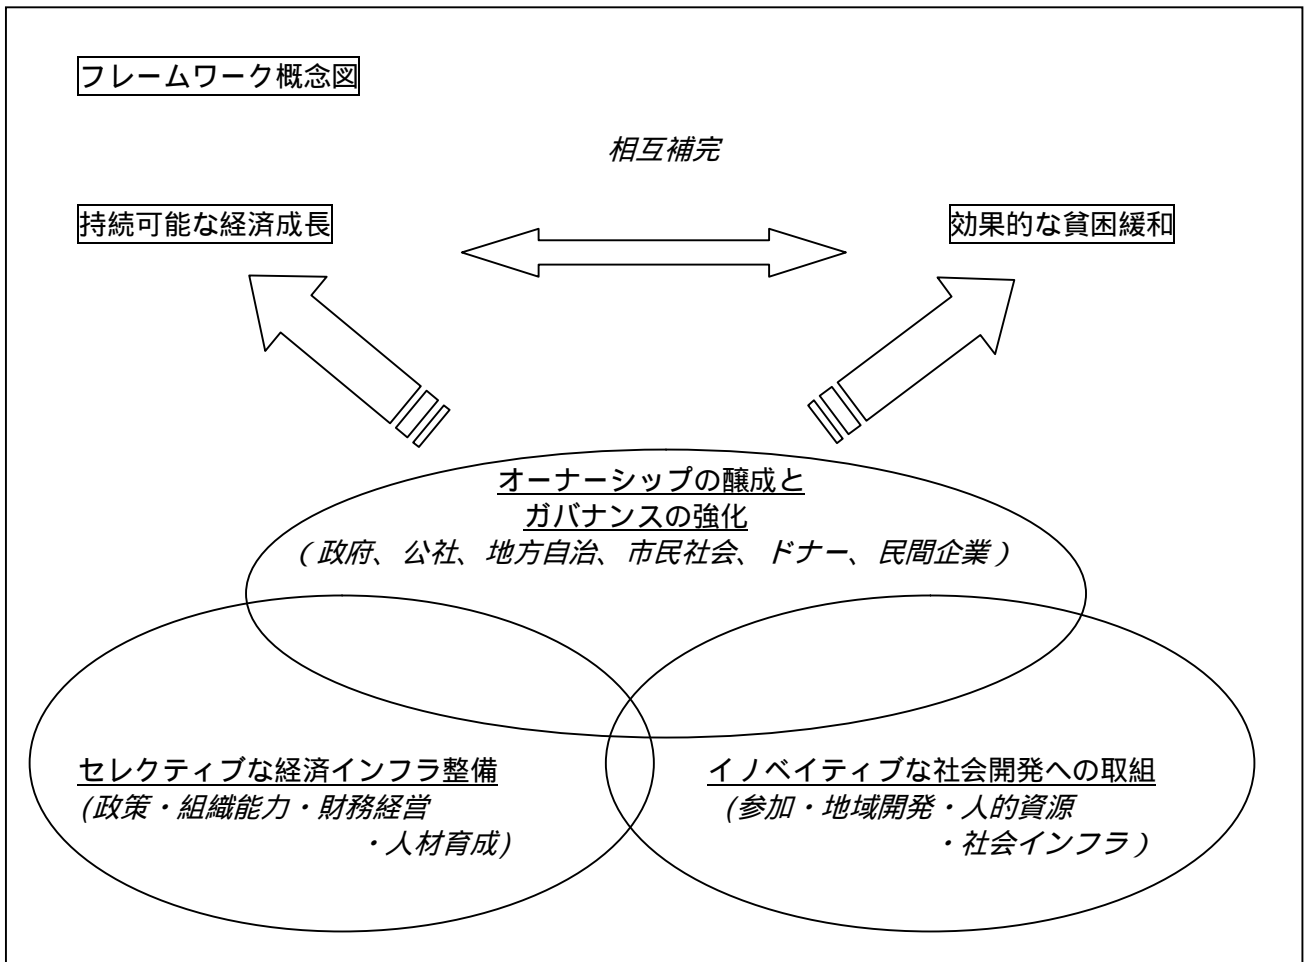 フレームワーク概念図
相互補完
持続可能な経済成長
効果的な貧困緩和
オーナーシップの醸成と
ガバナンスの強化
(政府、公社、地方自治、市民社会、ドナー、民間企業)
セレクティブな経済インフラ整備
(政策・組織能力・財務経営
・人材育成)
イノベイティブな社会開発への取組
(参加・地域開発・人的資源
・社会インフラ)